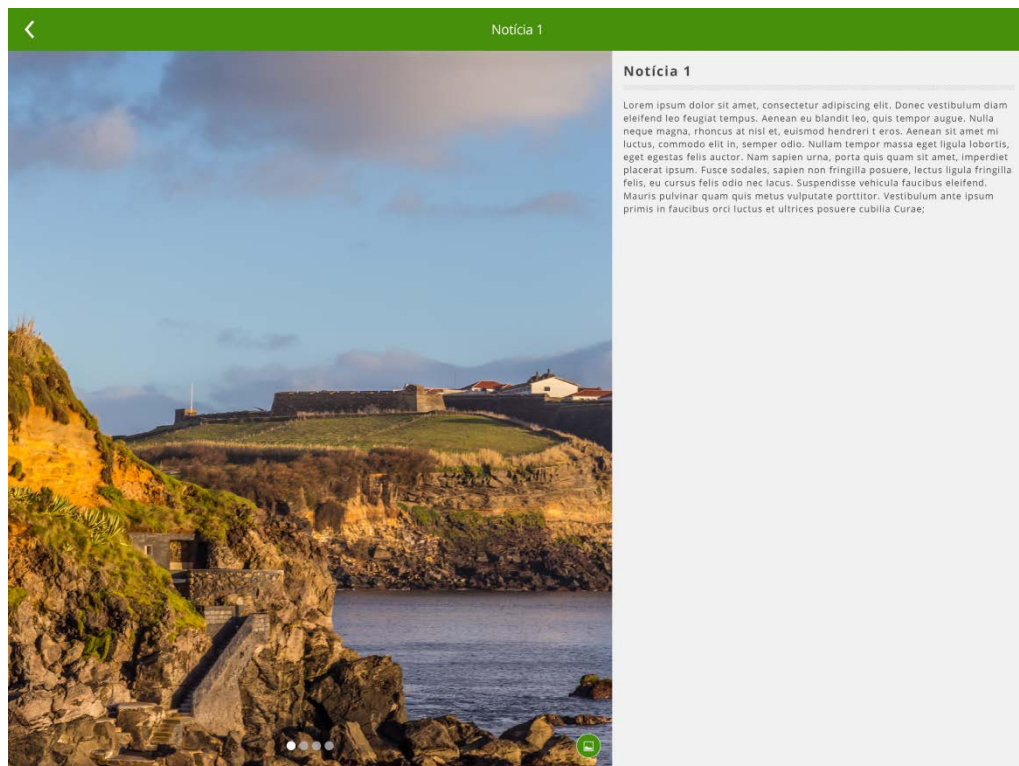 Notícia 1
Notícia 1
Lorem ipsum dolor sit amet, consectetur adipiscing elit. Donec vestibulum diam
eleifend leo feugiat tempus. Aenean eu blandit leo, quis tempor augue. Nulla
neque magna, rhoncus at nisl et, euismod hendreri t eros. Aenean sit amet mi
luctus, commodo elit in, semper odio. Nullam tempor massa eget ligula lobortis,
eget egestas felis auctor. Nam sapien urna, porta quis quam sit amet, imperdiet
placerat ipsum. Fusce sodales, sapien non fringilla posuere, lectus ligula fringilla
felis, eu cursus felis odio nec lacus. Suspendisse vehicula faucibus eleifend.
Mauris pulvinar quam quis metus vulputate porttitor. Vestibulum ante ipsum
primis in faucibus orci luctus et ultrices posuere cubilia Curae;